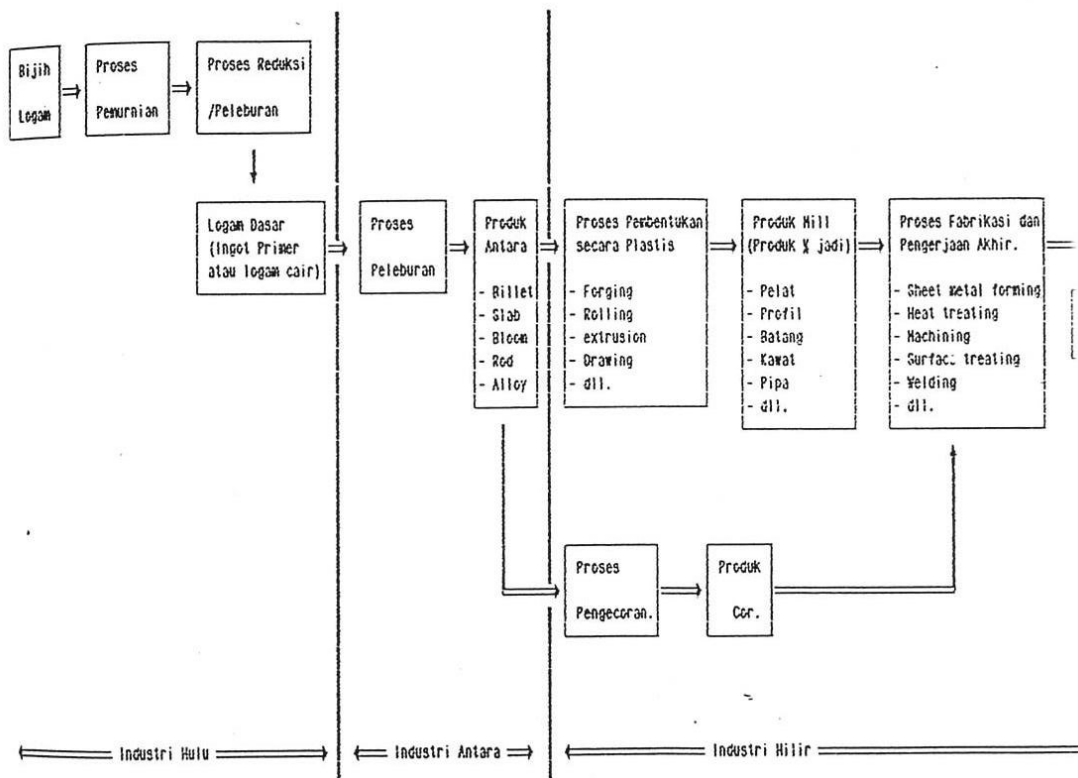 Bijih
Logam
Proses
Pemurnian
Proses Reduksi
/Peleburan
Logam Dasar
(Ingot Primer
atau logam cair)
Proses
Peleburan
Produk
Antara
- Billet
- Slab
- Bloom
- Rod
- Alloy
Proses Pembentukan
secara Plastis
- Forging
- Rolling
- extrusion
- Drawing
- dll.
Produk Mill
(Produk ½ jadi)
- Pelat
- Profil
- Batang
- Kawat
- Pipa
- dll.
Proses Fabrikasi dan
Pengerjaan Akhir.
- Sheet metal forming
- Heat treating
- Machining
- Surface treating
- Welding
- dll.
Proses
Pengecoran.
Produk
Cor.
Industri Hulu
Industri Antara
Industri Hilir